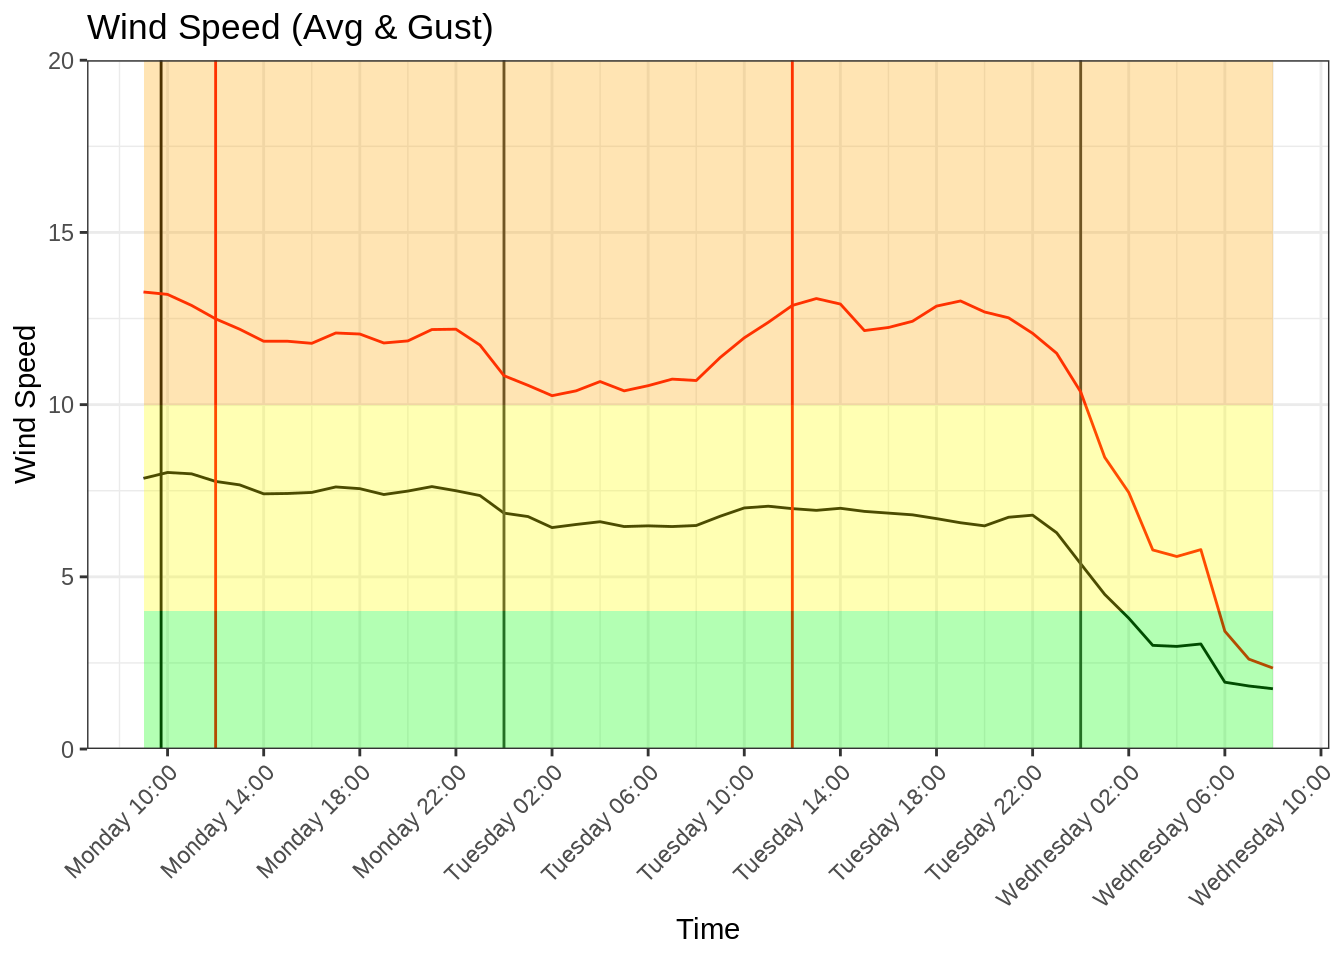 Wind Speed (Avg & Gust)
20
15
10
5
0
Wind Speed
Monday 10:00
Monday 14:00
Monday 18:00
Monday 22:00
Tuesday 02:00
Tuesday 06:00
Tuesday 10:00
Tuesday 14:00
Tuesday 18:00
Tuesday 22:00
Wednesday 02:00
Wednesday 06:00
Wednesday 10:00
Time